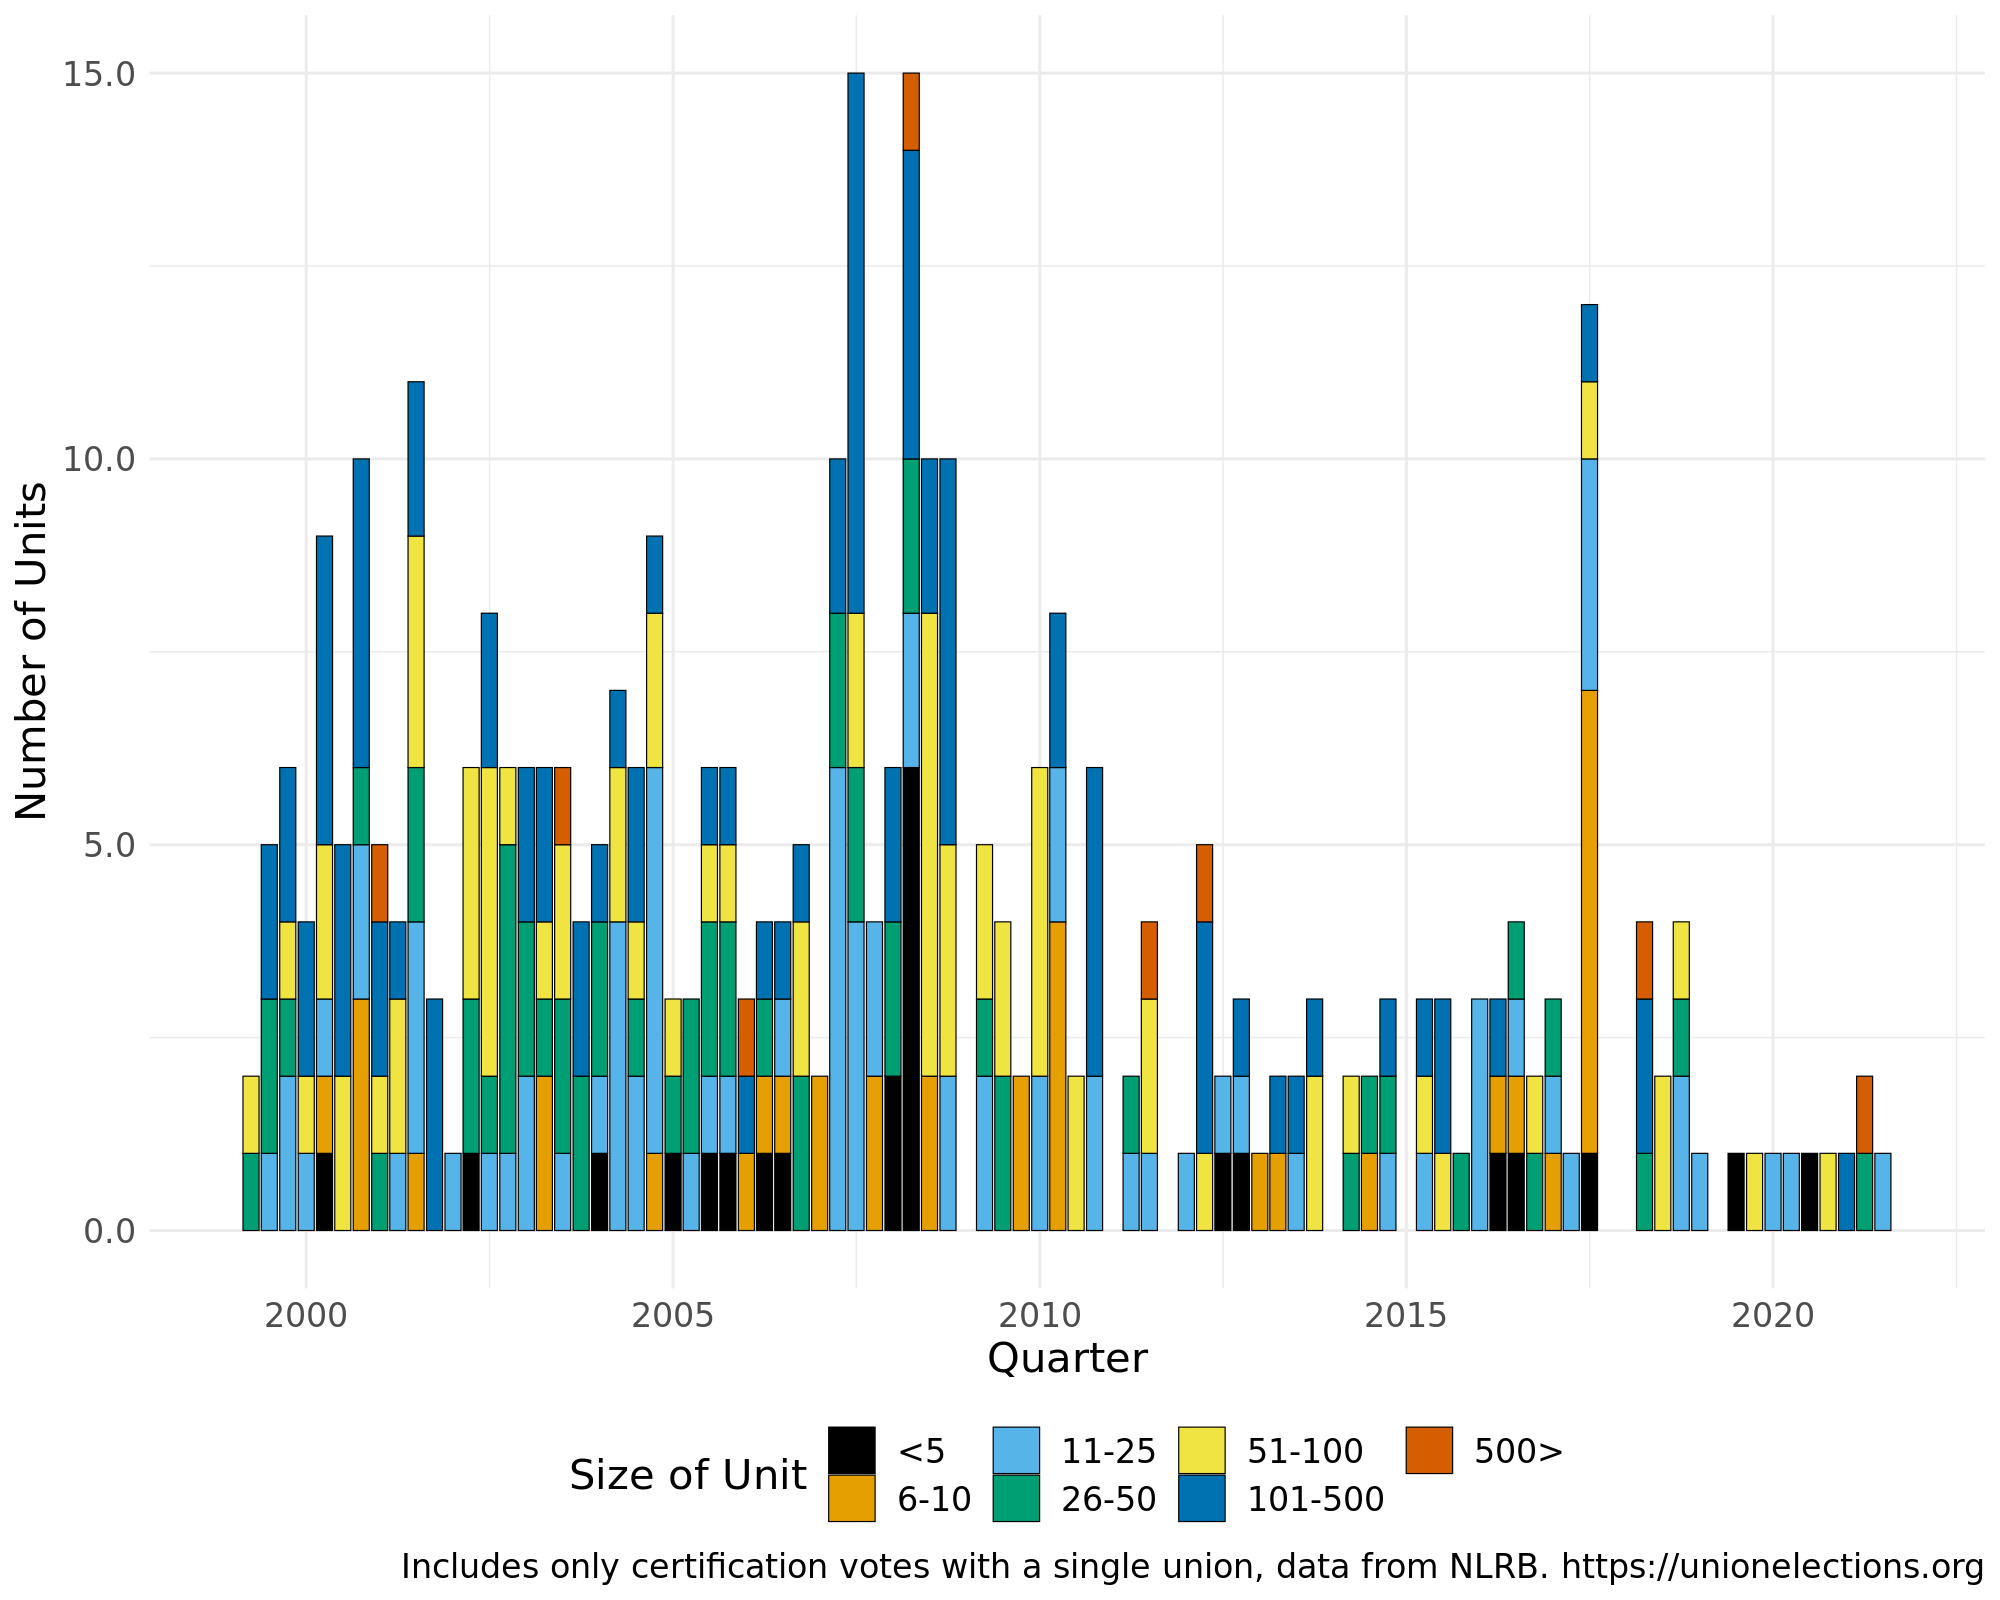 15.0
10.0
5.0
0.0
Number of Units
2000 2005 2010 2015 2020
Quarter
Size of Unit
<5 11-25 51-100 500>
6-10 26-50 101-500
Includes only certification votes with a single union, data from NLRB. https://unionelections.org